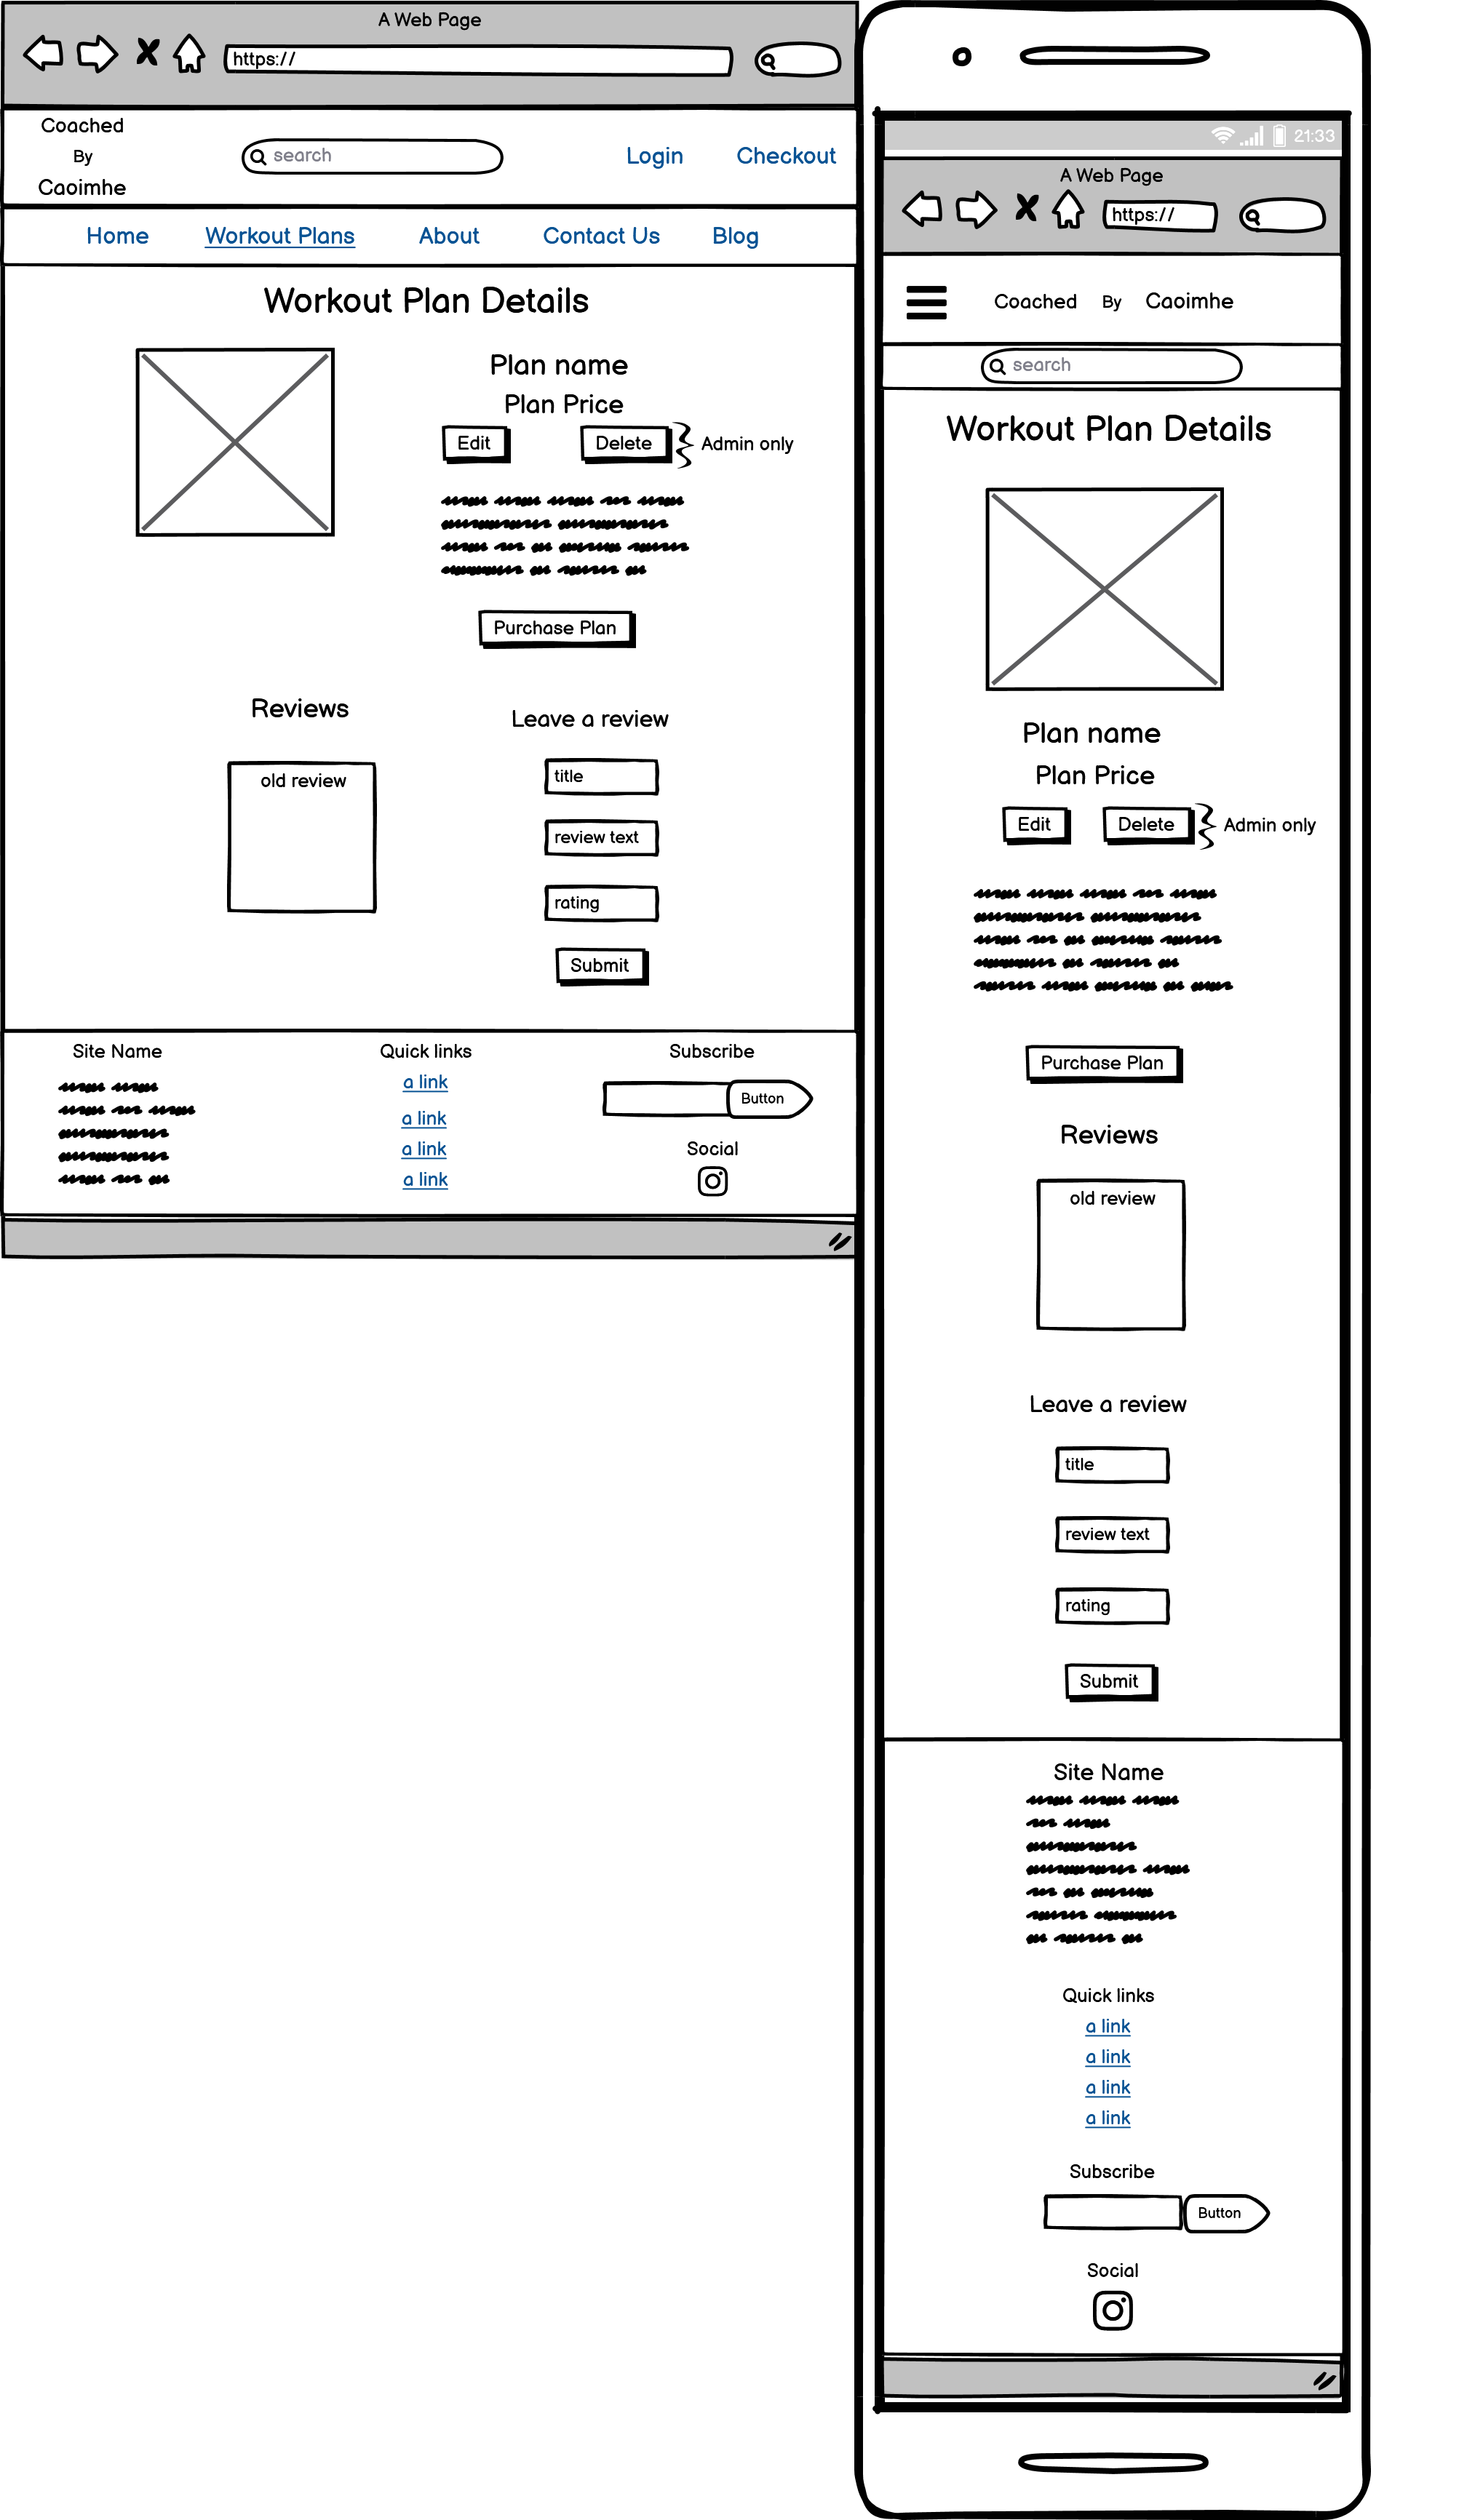 A Web Page
https://
Coached
By
Caoimhe
search
Login Checkout
Home Workout Plans About Contact Us Blog
Workout Plan Details
Plan name
Plan Price
Edit Delete Admin only
Purchase Plan
Reviews
old review
Leave a review
title
review text
rating
Submit
Site Name
Quick links
a link
a link
a link
a link
Subscribe
Button
Social
21:33
A Web Page
https://
Coached By Caoimhe
search
Workout Plan Details
Plan name
Plan Price
Edit Delete Admin only
Purchase Plan
Reviews
old review
Leave a review
title
review text
rating
Submit
Site Name
Quick links
a link
a link
a link
a link
Subscribe
Button
Social